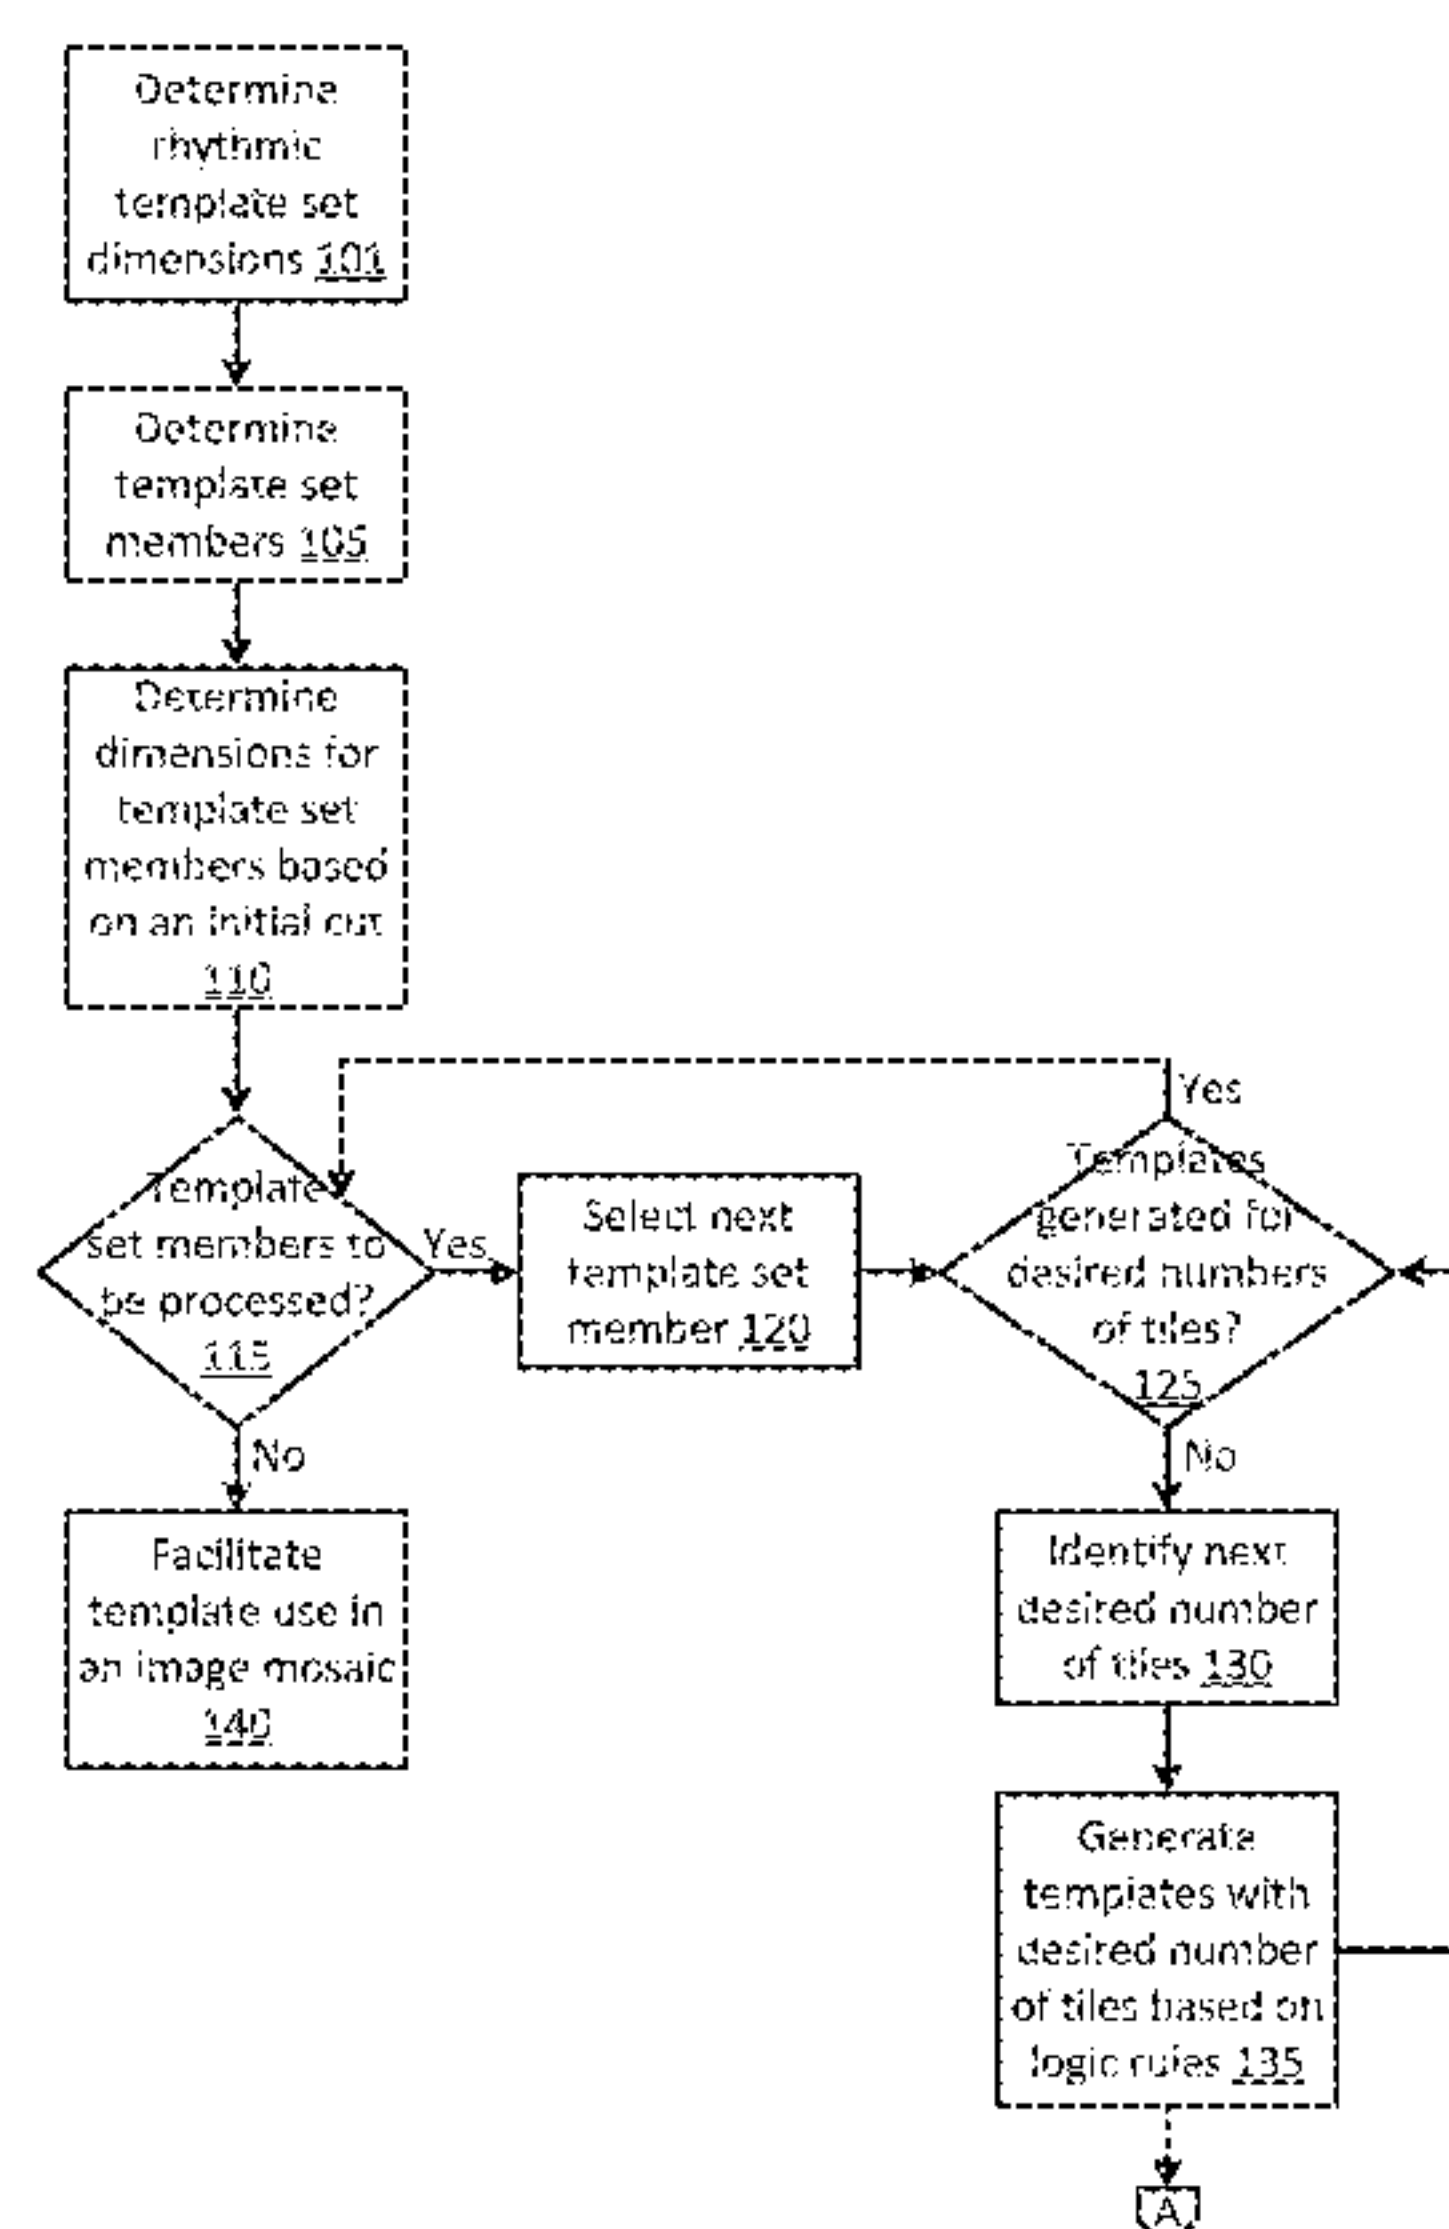 Determine
rhythmic
template set
dimensions 101
Determine
template set
members 105
Determine
dimensions for
template set
members based
on an initial cut
110
Template
set members to
be processed?
115
Yes
No
Select next
template set
member 120
Yes
Templates
generated for
desired numbers
of tiles?
125
No
Facilitate
template use in
an image mosaic
140
Identify next
desired number
of tiles 130
Generate
templates with
desired number
of tiles based on
logic rules 135
A